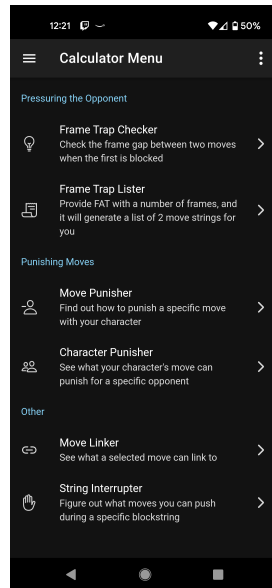 12:21 50%
Calculator Menu
Pressuring the Opponent
Frame Trap Checker
Check the frame gap between two moves
when the first is blocked
Frame Trap Lister
Provide FAT with a number of frames, and
it will generate a list of 2 move strings for
you
Punishing Moves
Move Punisher
Find out how to punish a specific move
with your character
Character Punisher
See what your character's move can
punish for a specific opponent
Other
Move Linker
See what a selected move can link to
String Interrupter
Figure out what moves you can push
during a specific blockstring